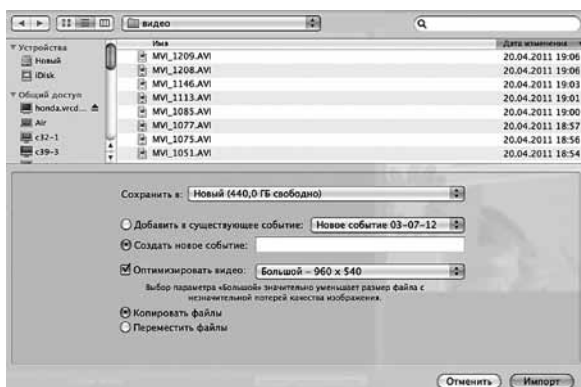 видео
Имя Дата изменения
Устройства
Новый
iDisk
Общий доступ
honda.vrcd...
Air
c32-1
c39-3
MVI_1209.AVI 20.04.2011 19:06
MVI_1208.AVI 20.04.2011 19:06
MVI_1146.AVI 20.04.2011 19:03
MVI_1113.AVI 20.04.2011 19:01
MVI_1085.AVI 20.04.2011 19:00
MVI_1077.AVI 20.04.2011 18:57
MVI_1075.AVI 20.04.2011 18:56
MVI_1051.AVI 20.04.2011 18:54
Сохранить в: Новый (440,0 ГБ свободно)
Добавить в существующее событие: Новое событие 03-07-12
Создать новое событие:
Оптимизировать видео: Большой – 960 x 540
Выбор параметра «Большой» значительно уменьшает размер файла с
незначительной потерей качества изображения.
Копировать файлы
Переместить файлы
Отменить Импорт